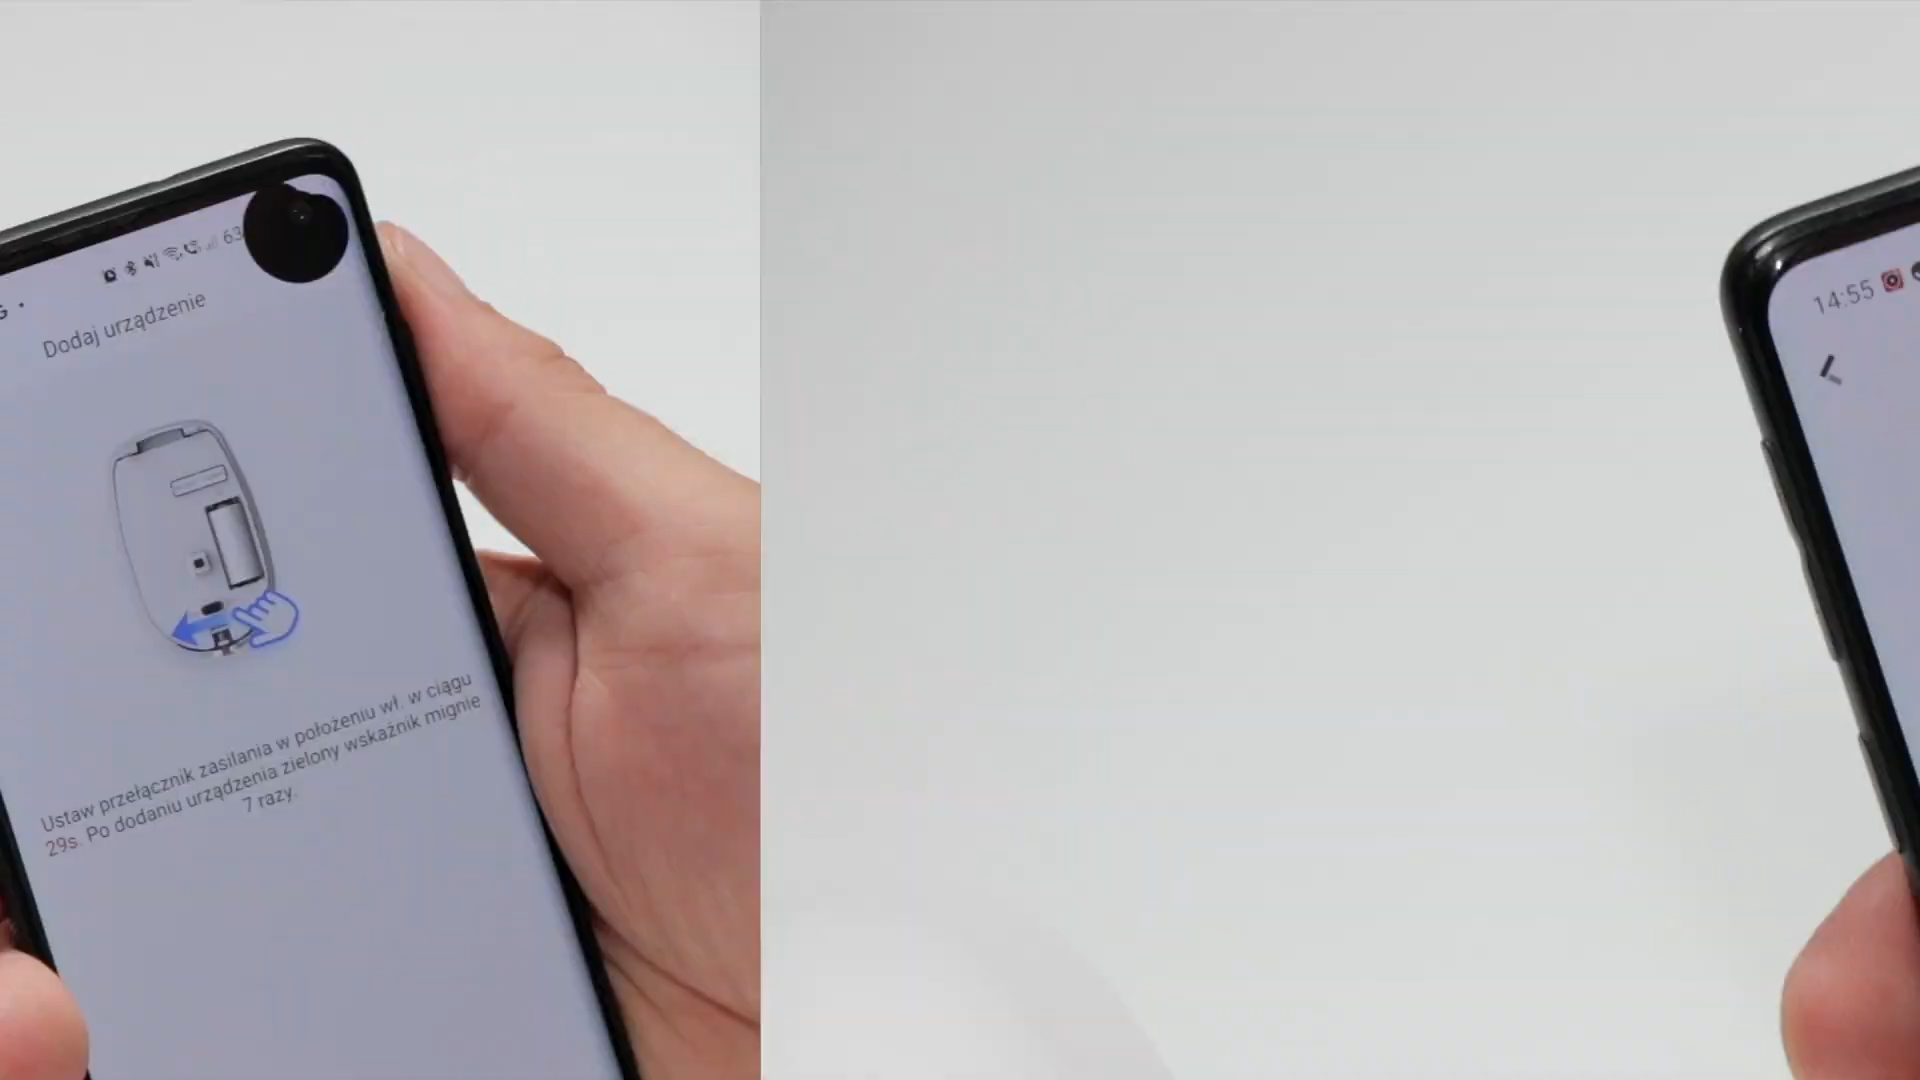 63
Dodaj urządzenie
Ustaw przełącznik zasilania w położeniu wł. w ciągu
29s. Po dodaniu urządzenia zielony wskaźnik mignie
7 razy.
14:55